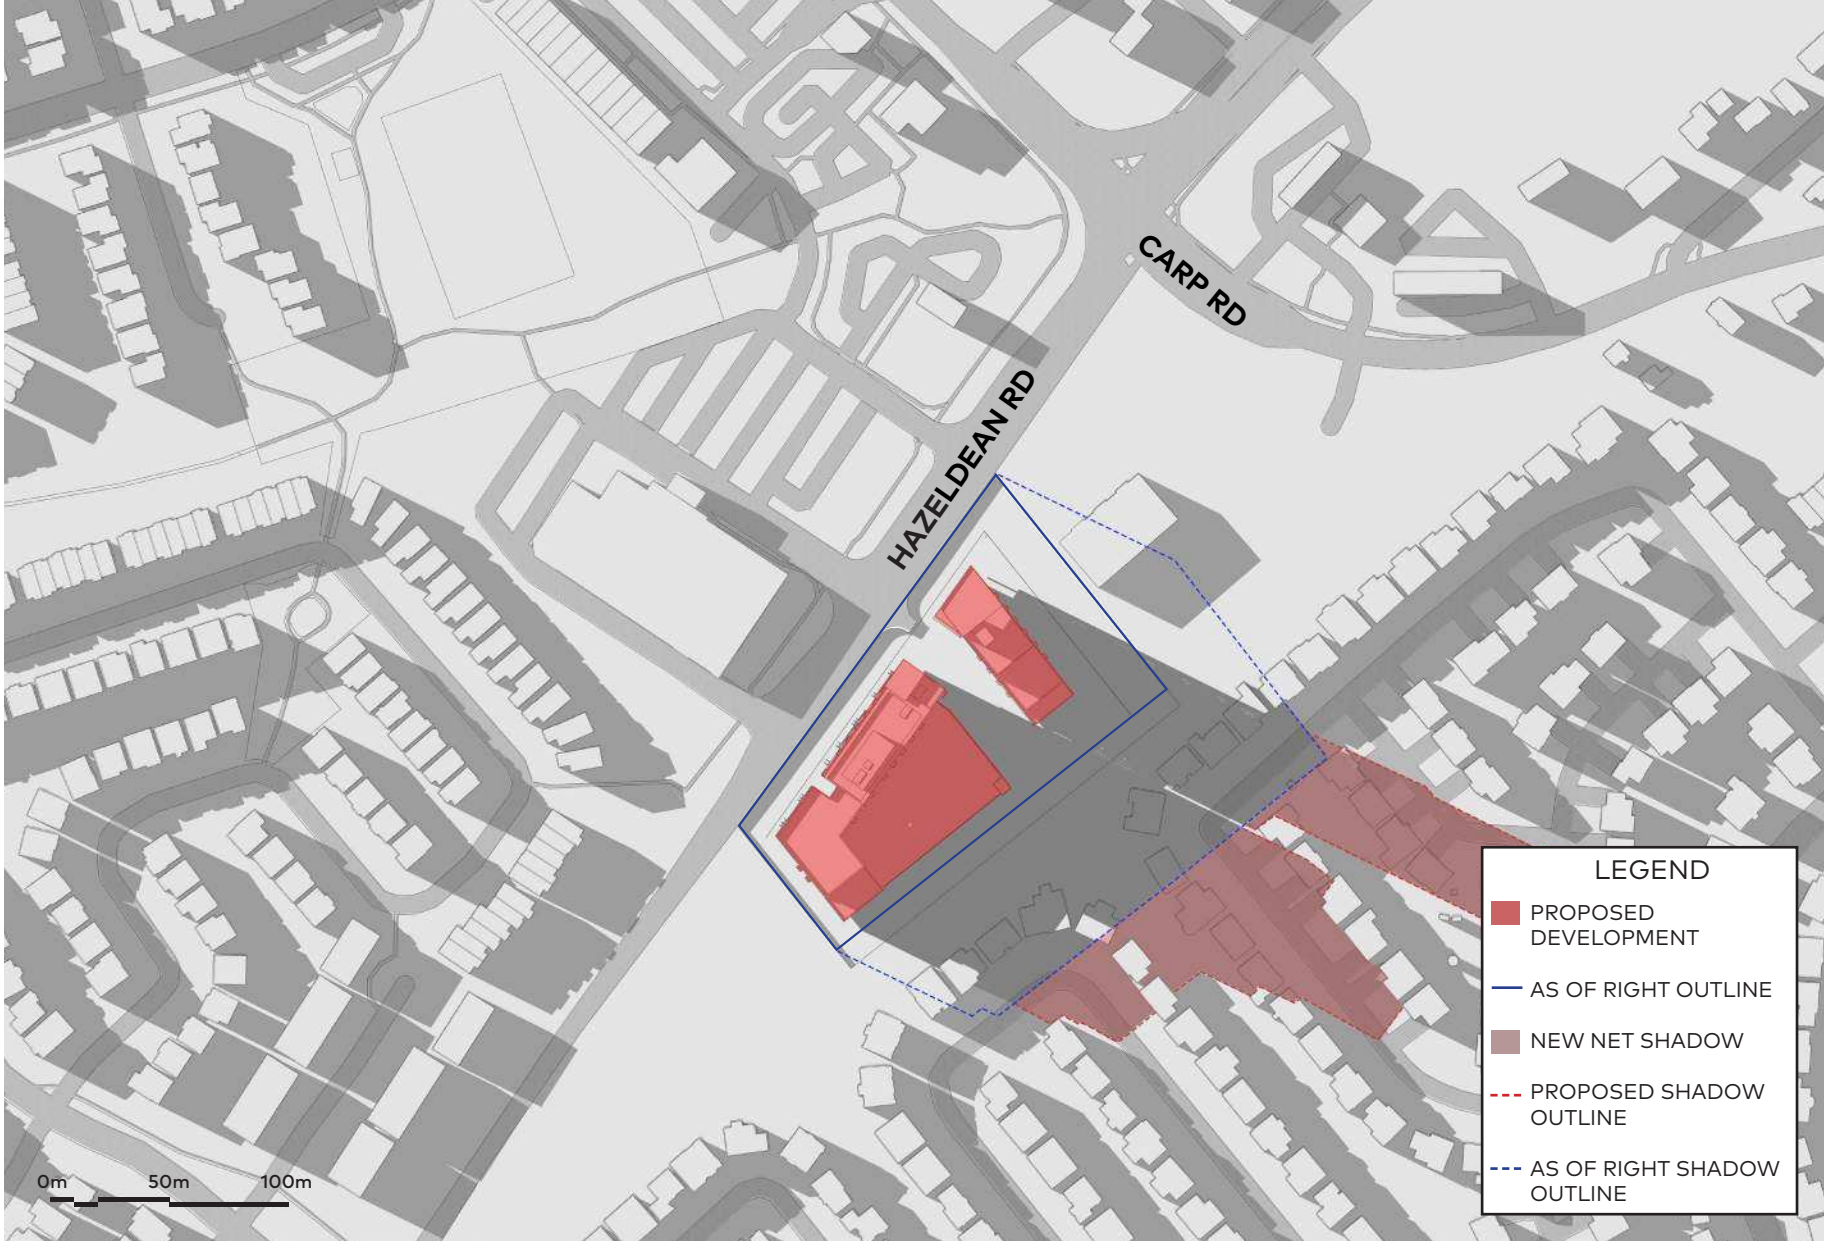 CARP RD
HAZELDEAN RD
LEGEND
PROPOSED
DEVELOPMENT
AS OF RIGHT OUTLINE
NEW NET SHADOW
PROPOSED SHADOW
OUTLINE
AS OF RIGHT SHADOW
OUTLINE
0m 50m 100m